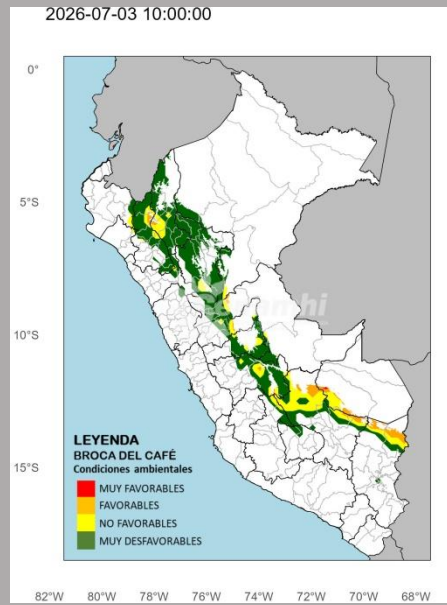 2026-07-03 10:00:00
0°
5°S
10°S
15°S
Senamhi
LEYENDA
BROCA DEL CAFÉ
Condiciones ambientales
MUY FAVORABLES
FAVORABLES
NO FAVORABLES
MUY DESFAVORABLES
82°W 80°W 78°W 76°W 74°W 72°W 70°W 68°W